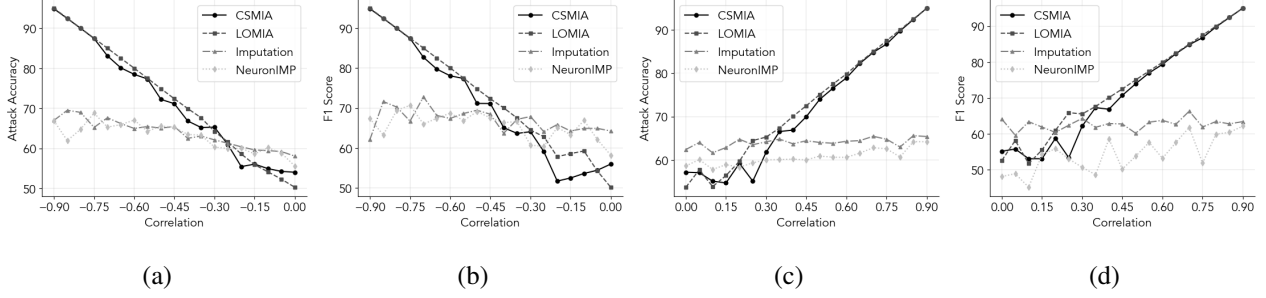 CSMIA
LOMIA
Imputation
NeuronIMP
Attack Accuracy
90
80
70
60
50
−0.90 −0.75 −0.60 −0.45 −0.30 −0.15 0.00
Correlation
(a)
CSMIA
LOMIA
Imputation
NeuronIMP
F1 Score
90
80
70
60
50
−0.90 −0.75 −0.60 −0.45 −0.30 −0.15 0.00
Correlation
(b)
CSMIA
LOMIA
Imputation
NeuronIMP
Attack Accuracy
90
80
70
60
0.00 0.15 0.30 0.45 0.60 0.75 0.90
Correlation
(c)
CSMIA
LOMIA
Imputation
NeuronIMP
F1 Score
90
80
70
60
50
0.00 0.15 0.30 0.45 0.60 0.75 0.90
Correlation
(d)